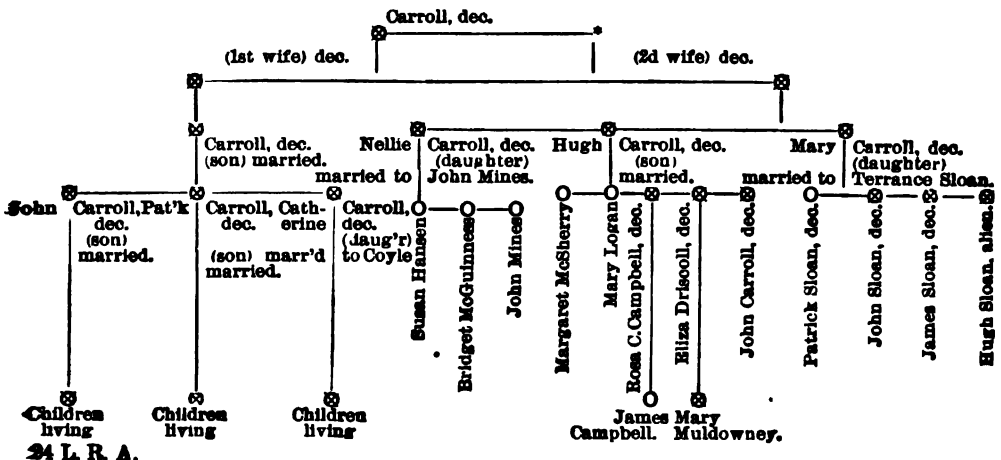 Carroll, dec.
(1st wife) dec.
(2d wife) dec.
Carroll, dec.
(son) married.
Nellie
Carroll, dec.
(daughter)
married to John Mines.
Hugh
Carroll, dec.
(son)
married.
Mary
Carroll, dec.
(daughter)
married to Terrance Sloan.
John
Carroll,
dec.
(son)
married.
Pat'k
Carroll,
dec.
(son)
married.
Cath-
erine
marr'd
Carroll,
dec.
(daug'r)
to Coyle
Susan Hansen
Bridget McGuinness
John Mines
Margaret McSherry
Mary Logan
Rosa C. Campbell, dec.
Eliza Driscoll, dec.
John Carroll, dec.
Patrick Sloan, dec.
John Sloan, dec.
James Sloan, dec.
Hugh Sloan, alien.
Children
living
Children
living
Children
living
James
Campbell.
Mary
Muldowney.
24 L. R. A.